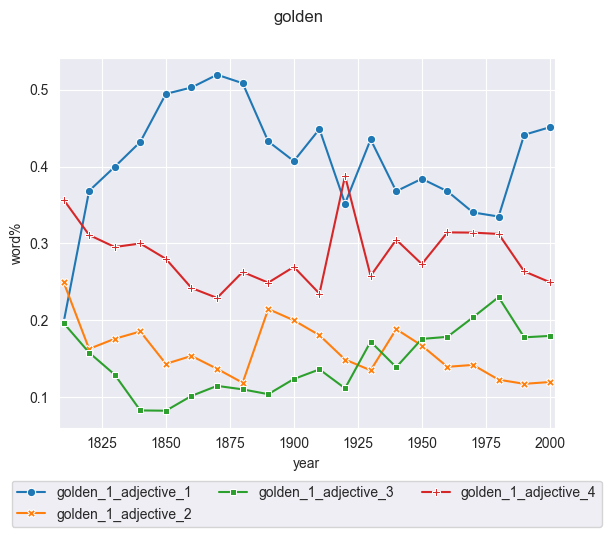 golden
0.5
0.4
0.3
0.2
0.1
word%
1825 1850 1875 1900 1925 1950 1975 2000
year
golden_1_adjective_1 golden_1_adjective_3 golden_1_adjective_4
golden_1_adjective_2